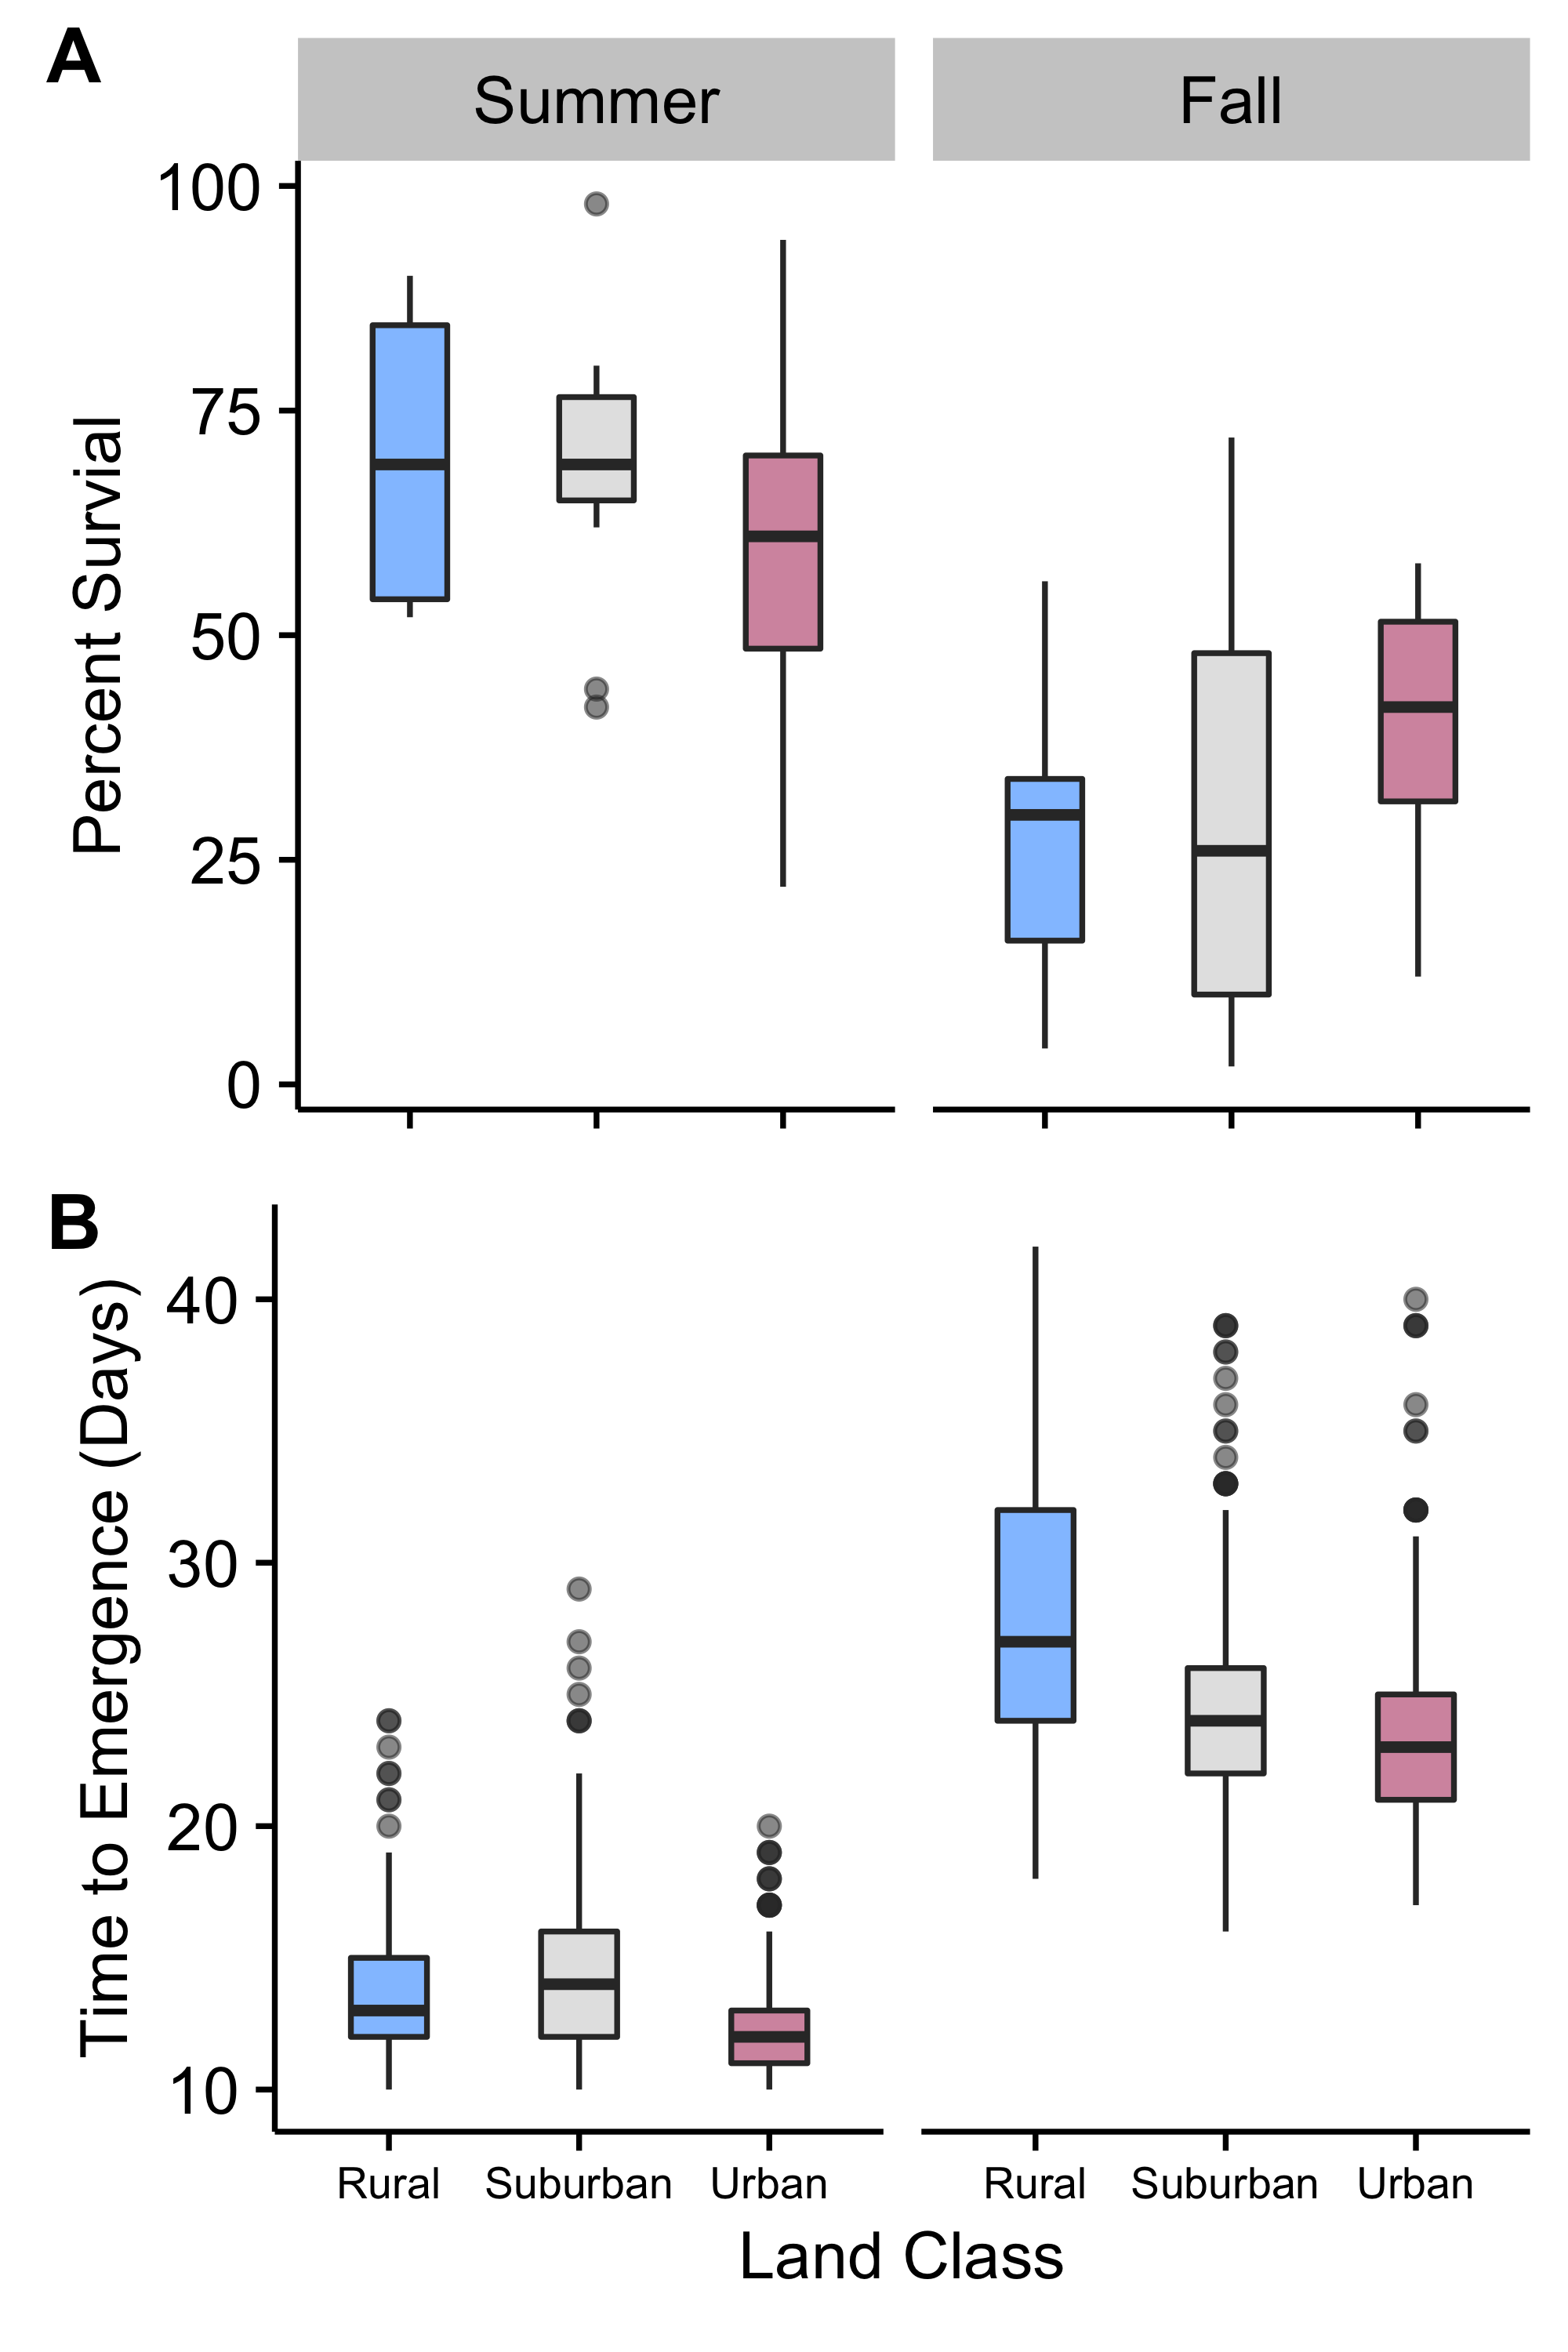 A
Summer
Fall
100
75
50
25
0
Percent Survial
B
40
30
20
10
Time to Emergence (Days)
Rural Suburban Urban
Rural Suburban Urban
Land Class